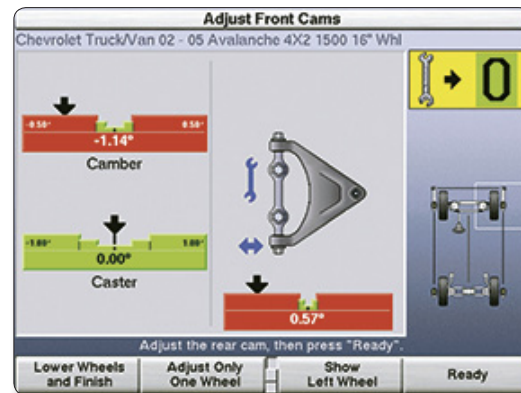 Adjust Front Cams
Chevrolet Truck/Van 02 - 05 Avalanche 4X2 1500 16" Whl
0
-0.50° 0.50°
-1.14°
Camber
-1.00° 1.00°
0.00°
Caster
0.57°
Adjust the rear cam, then press "Ready".
Lower Wheels and Finish
Adjust Only One Wheel
Show Left Wheel
Ready